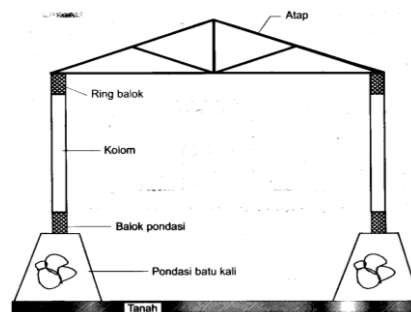 Atap
Ring balok
Kolom
Balok pondasi
Pondasi batu kali
Tanah